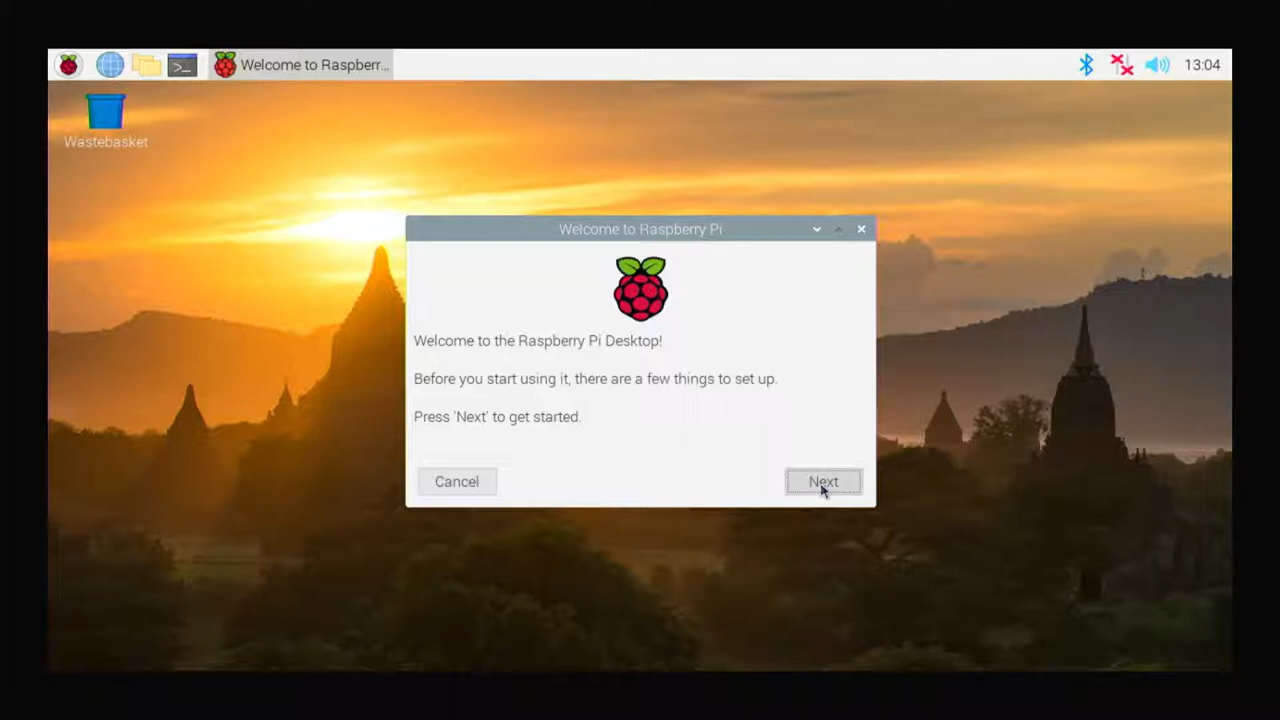 Welcome to Raspberr...
13:04
Wastebasket
Welcome to Raspberry Pi
Welcome to the Raspberry Pi Desktop!
Before you start using it, there are a few things to set up.
Press 'Next' to get started.
Cancel
Next